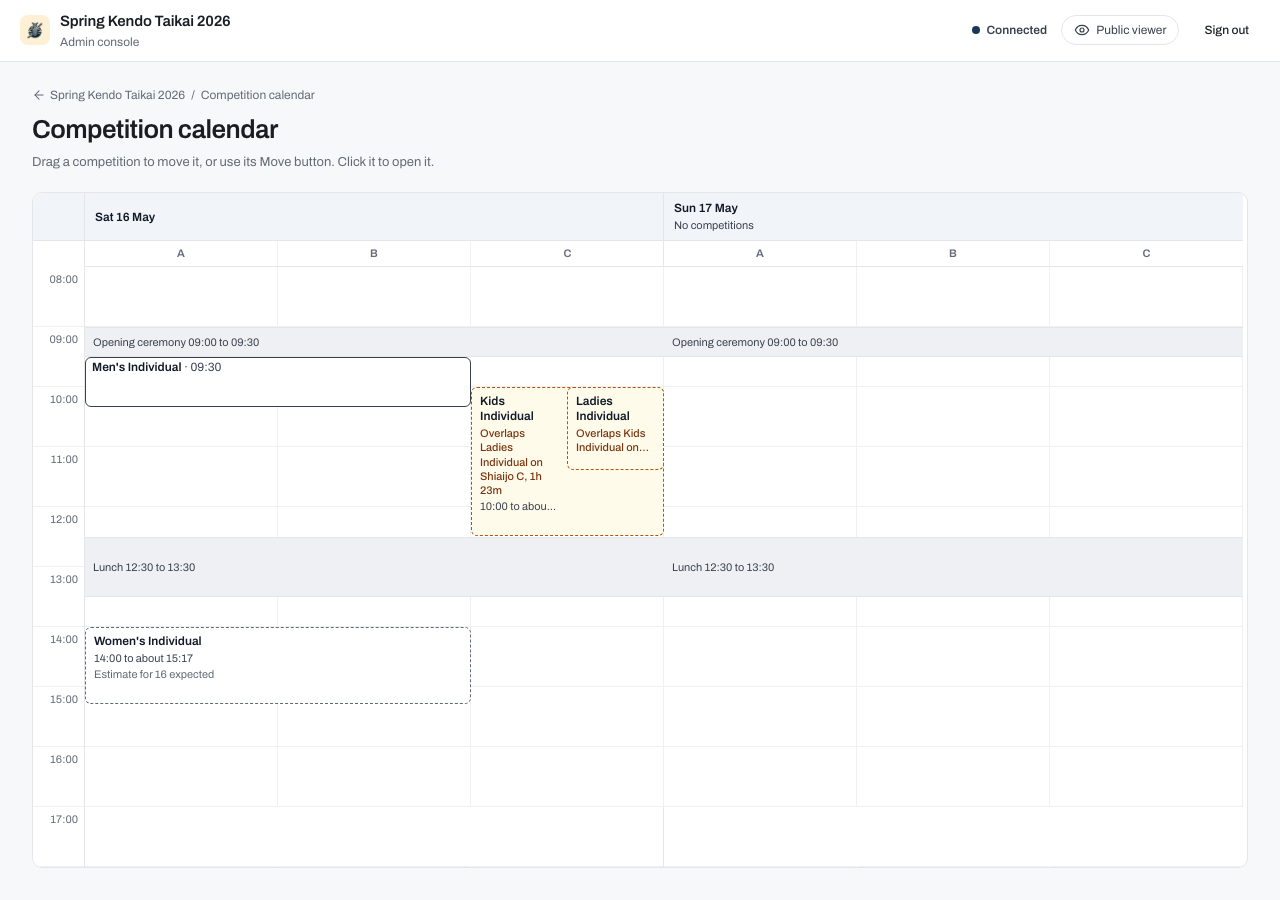 Spring Kendo Taikai 2026
Admin console
Connected
Public viewer
Sign out
Spring Kendo Taikai 2026 / Competition calendar
Competition calendar
Drag a competition to move it, or use its Move button. Click it to open it.
Sat 16 May
Sun 17 May
No competitions
A
B
C
A
B
C
08:00
09:00
Opening ceremony 09:00 to 09:30
Opening ceremony 09:00 to 09:30
Men's Individual · 09:30
10:00
Kids
Individual
Overlaps
Ladies
Individual on
Shiaijo C, 1h
23m
10:00 to abou…
Ladies
Individual
Overlaps Kids
Individual on…
11:00
12:00
Lunch 12:30 to 13:30
Lunch 12:30 to 13:30
13:00
14:00
Women's Individual
14:00 to about 15:17
Estimate for 16 expected
15:00
16:00
17:00